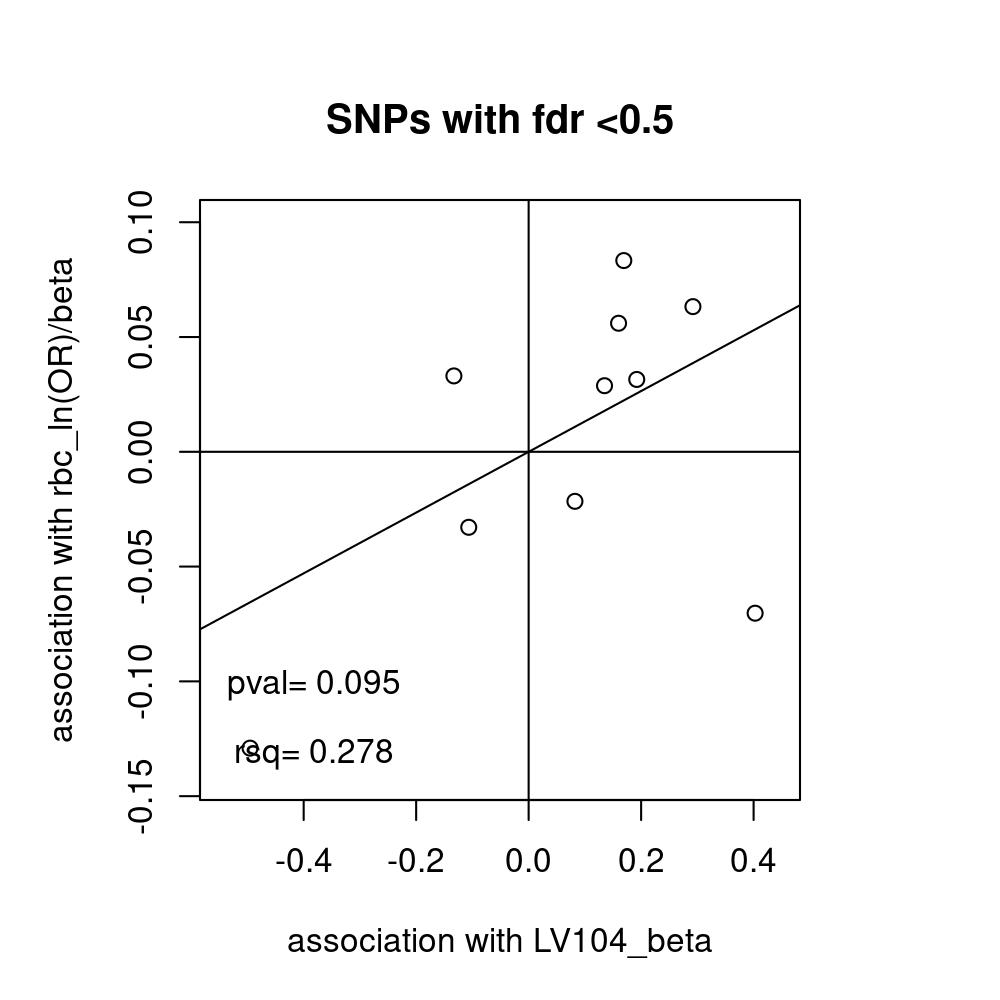 SNPs with fdr <0.5
association with rbc_ln(OR)/beta
0.10
0.05
0.00
-0.05
-0.10
-0.15
pval= 0.095
rsq= 0.278
-0.4 -0.2 0.0 0.2 0.4
association with LV104_beta